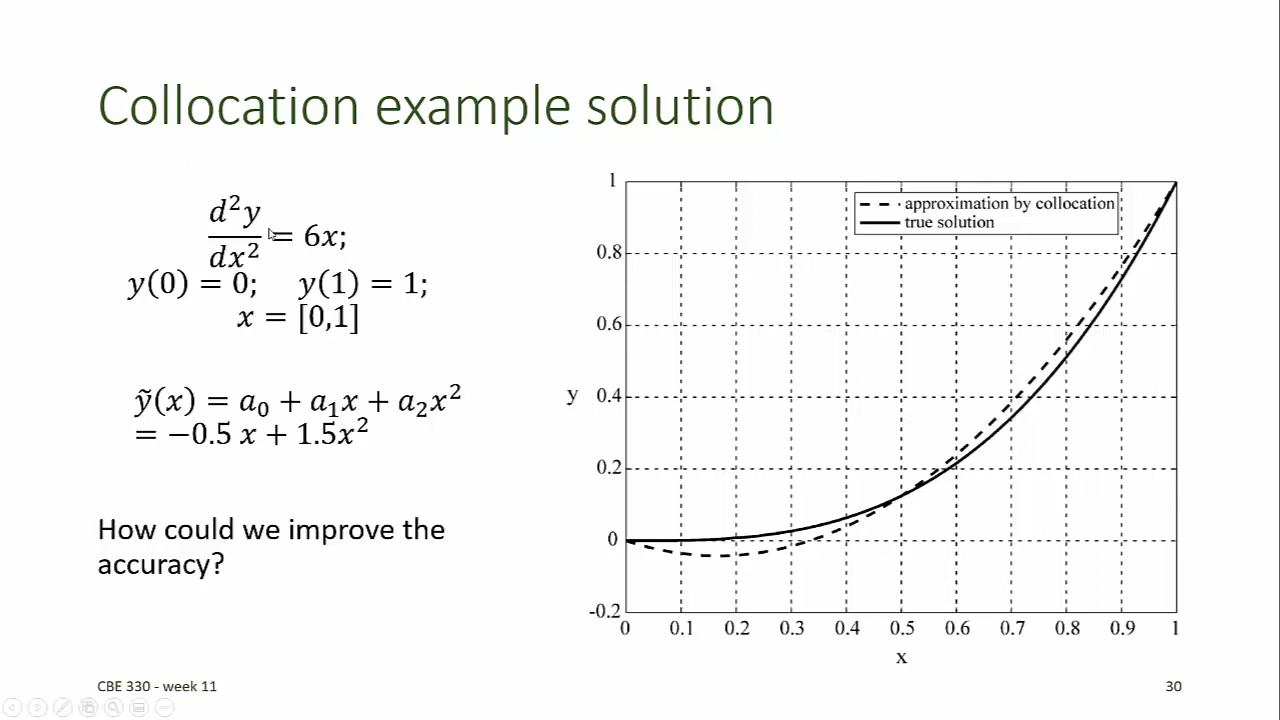 Collocation example solution
d²y
dx² = 6x;
y(0) = 0; y(1) = 1;
x = [0,1]
ỹ(x) = a₀ + a₁x + a₂x²
= −0.5 x + 1.5x²
How could we improve the
accuracy?
approximation by collocation
true solution
1
0.8
0.6
y 0.4
0.2
0
-0.2
0 0.1 0.2 0.3 0.4 0.5 0.6 0.7 0.8 0.9 1
x
CBE 330 - week 11
30